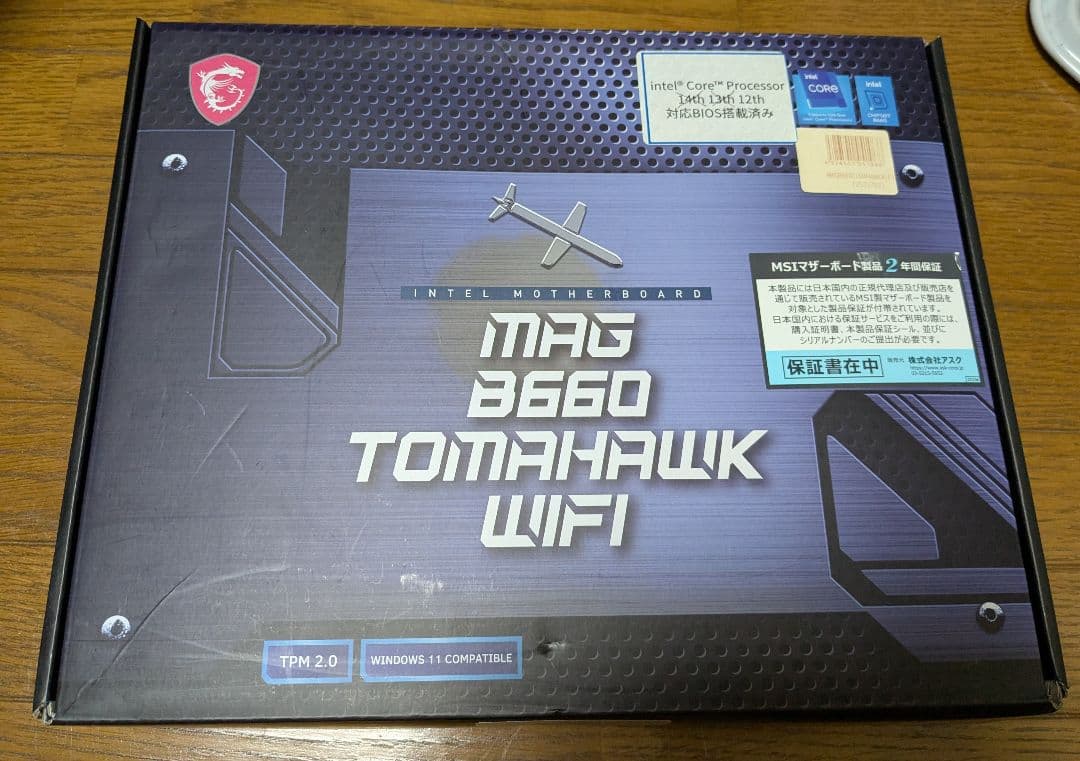 intel® Core™ Processor
14th 13th 12th
対応BIOS搭載済み
intel
CORE
intel
CHIPSET
B660
INTEL MOTHERBOARD
MAG
B660
TOMAHAWK
WIFI
MSIマザーボード製品2年間保証
本製品には日本国内の正規代理店及び販売店を
通じて販売されているMSI製マザーボード製品を
対象とした製品保証が付帯されています。
日本国内における保証サービスをご利用の際には、
購入証明書、本製品保証シール、並びに
シリアルナンバーのご提出が必要です。
保証書在中
販売元 株式会社アスク
TPM 2.0
WINDOWS 11 COMPATIBLE